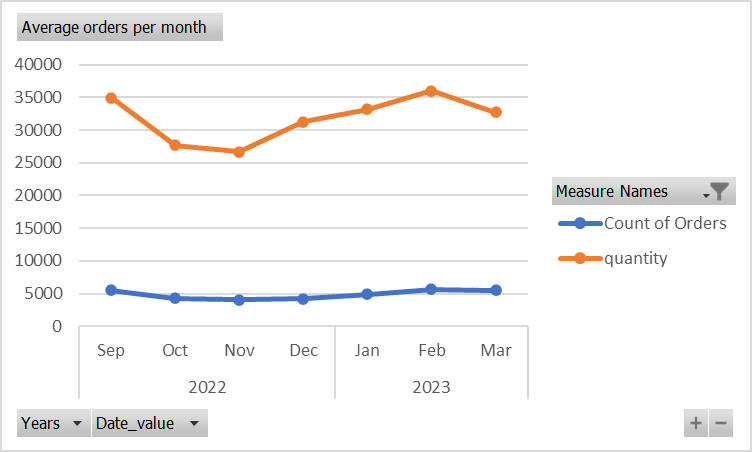 Average orders per month
40000
35000
30000
25000
20000
15000
10000
5000
0
Sep Oct Nov Dec Jan Feb Mar
2022 2023
Measure Names
Count of Orders
quantity
Years Date_value
+ −